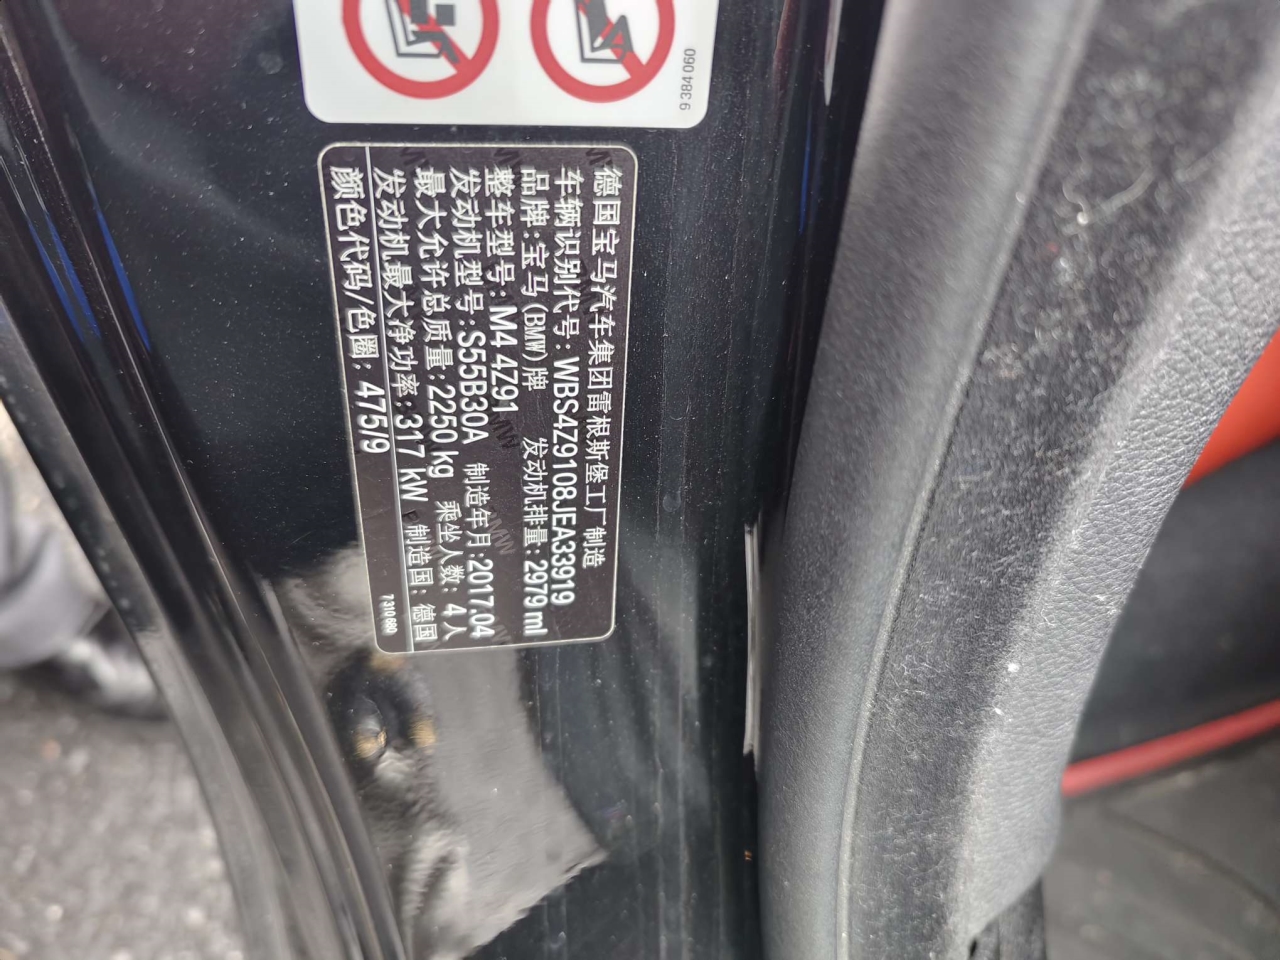 9 384 060
德国宝马汽车集团雷根斯堡工厂 制造
车辆识别代号: WBS4Z9108JEA33919
品牌:宝马(BMW)牌 发动机排量:2979 ml
整车型号: M4 4Z91
发动机型号:S55B30A 制造年月:2017.04
最大允许总质量:2250 kg 乘坐人数: 4人
发动机最大净功率:317 kW 制造国: 德国
颜色代码/色圈: 475/9
7 310 680